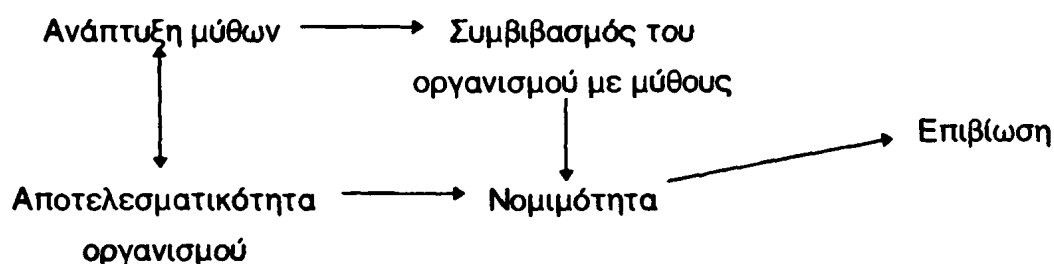 Ανάπτυξη μύθων
Συμβιβασμός του
οργανισμού με μύθους
Επιβίωση
Αποτελεσματικότητα
οργανισμού
Νομιμότητα